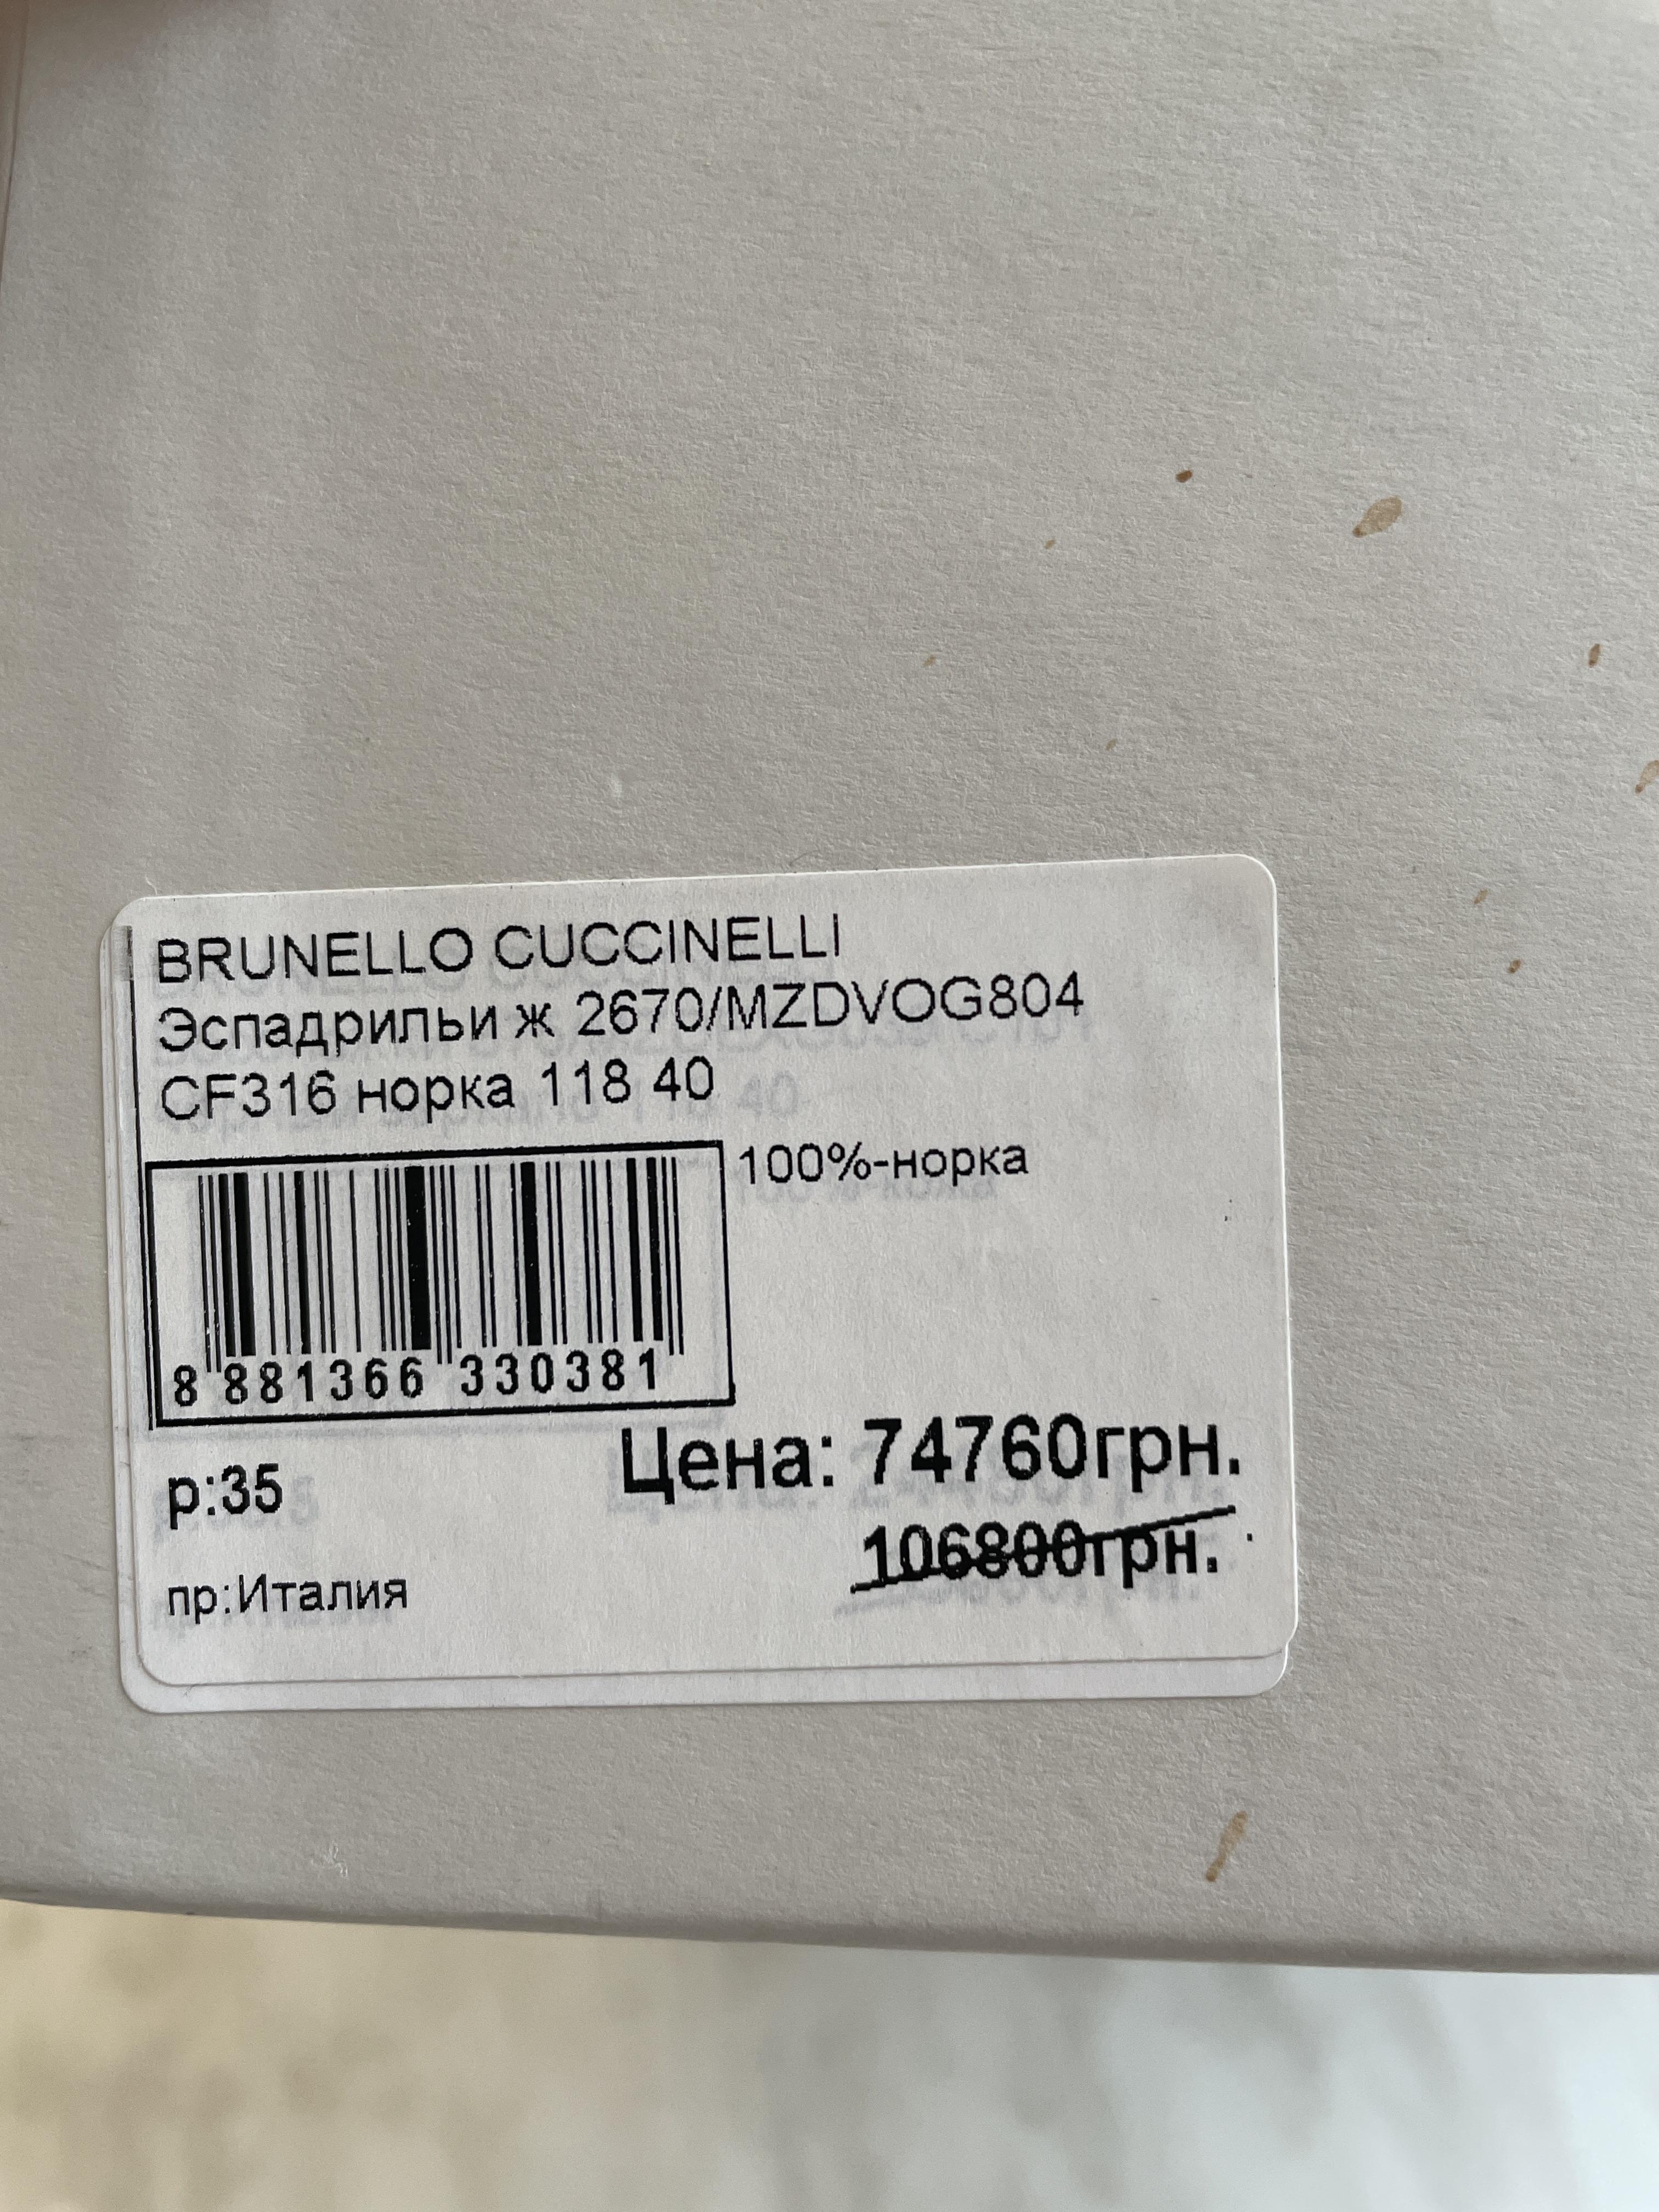 BRUNELLO CUCCINELLI
Эспадрильи ж 2670/MZDVOG804
CF316 норка 118 40
100%-норка
8 881366 330381
Цена: 74760грн.
р:35
106800грн.
пр:Италия